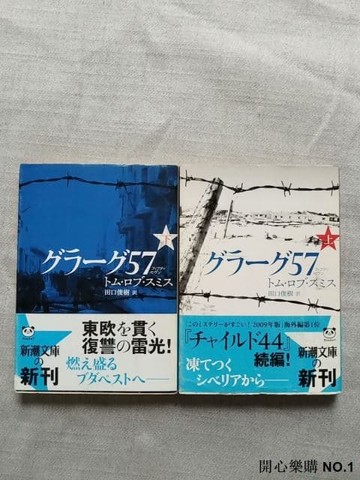 下
グラーグ57
トム・ロブ・スミス
田口俊樹 訳
東欧を貫く
復讐の雷光!
燃え盛る
ブダペストへ――
新潮文庫
の
新刊
上
グラーグ57
トム・ロブ・スミス
田口俊樹 訳
「このミステリーがすごい! 2009年版」海外編第1位
『チャイルド44』
続編!
凍てつく
シベリアから――
新潮文庫
の
新刊
開心樂購 NO.1